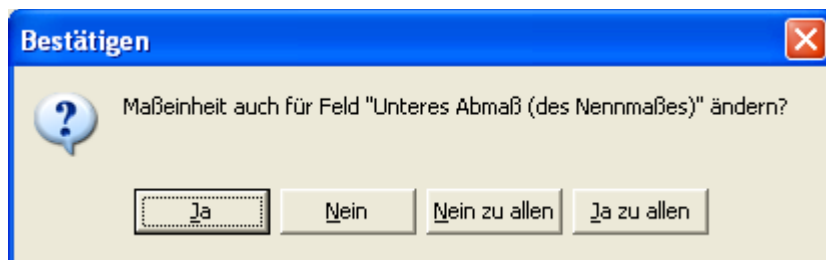 Bestätigen
Maßeinheit auch für Feld "Unteres Abmaß (des Nennmaßes)" ändern?
Ja Nein Nein zu allen Ja zu allen